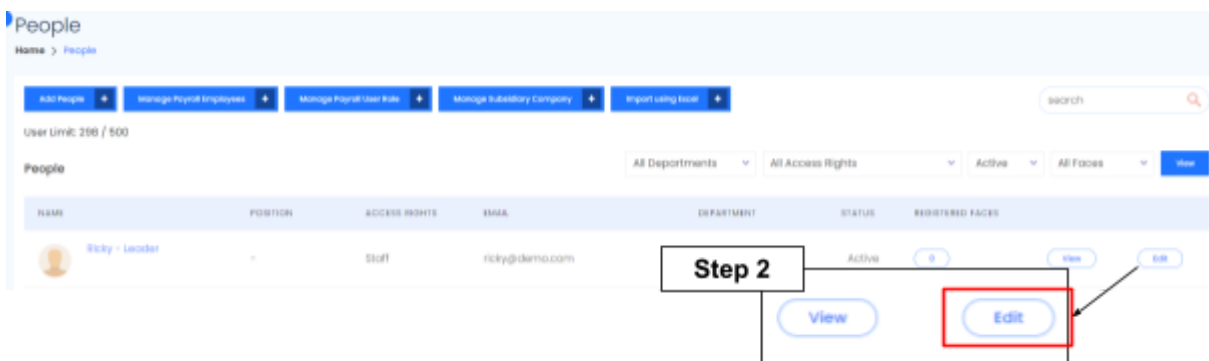 People
Home > People
Add People + Manage Payroll Employees + Manage Payroll User Role + Manage Subsidiary Company + Import using Excel + search
User Limit: 298 / 500
People All Departments All Access Rights Active All Faces View
NAME POSITION ACCESS RIGHTS EMAIL DEPARTMENT STATUS REGISTERED FACES
Ricky - Leader - Staff ricky@demo.com Active 0 View Edit
Step 2
View Edit